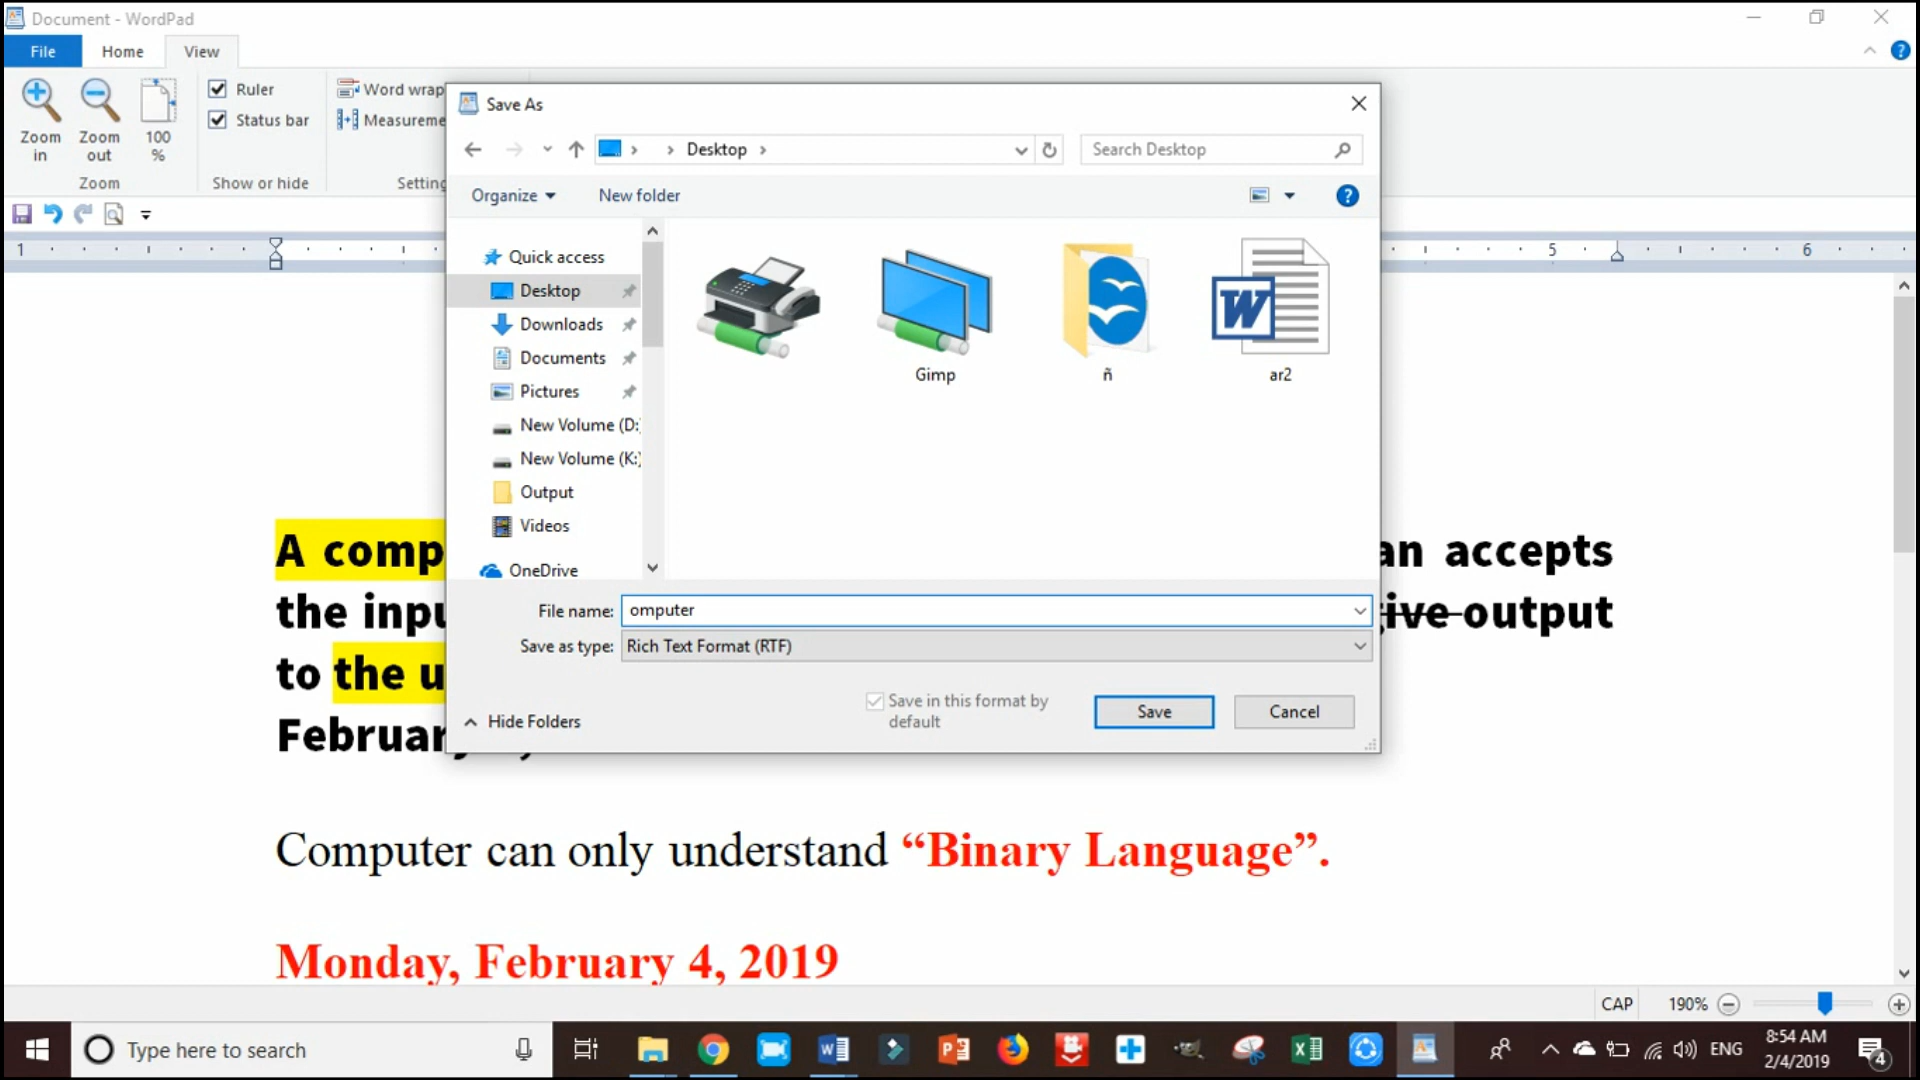 Document - WordPad
File
Home
View
Zoom in
Zoom out
100 %
Zoom
Ruler
Status bar
Show or hide
Word wrap
Measureme
Setting
Save As
Desktop
Search Desktop
Organize
New folder
1
5
6
Quick access
Desktop
Downloads
Documents
Pictures
New Volume (D:
New Volume (K:)
Output
Videos
OneDrive
Gimp
ñ
ar2
File name: omputer
Save as type: Rich Text Format (RTF)
Save in this format by
default
Save
Cancel
Hide Folders
A comp an accepts
the inpu ive output
to the u
February
Computer can only understand “Binary Language”.
Monday, February 4, 2019
CAP
190%
Type here to search
ENG
8:54 AM
2/4/2019
4